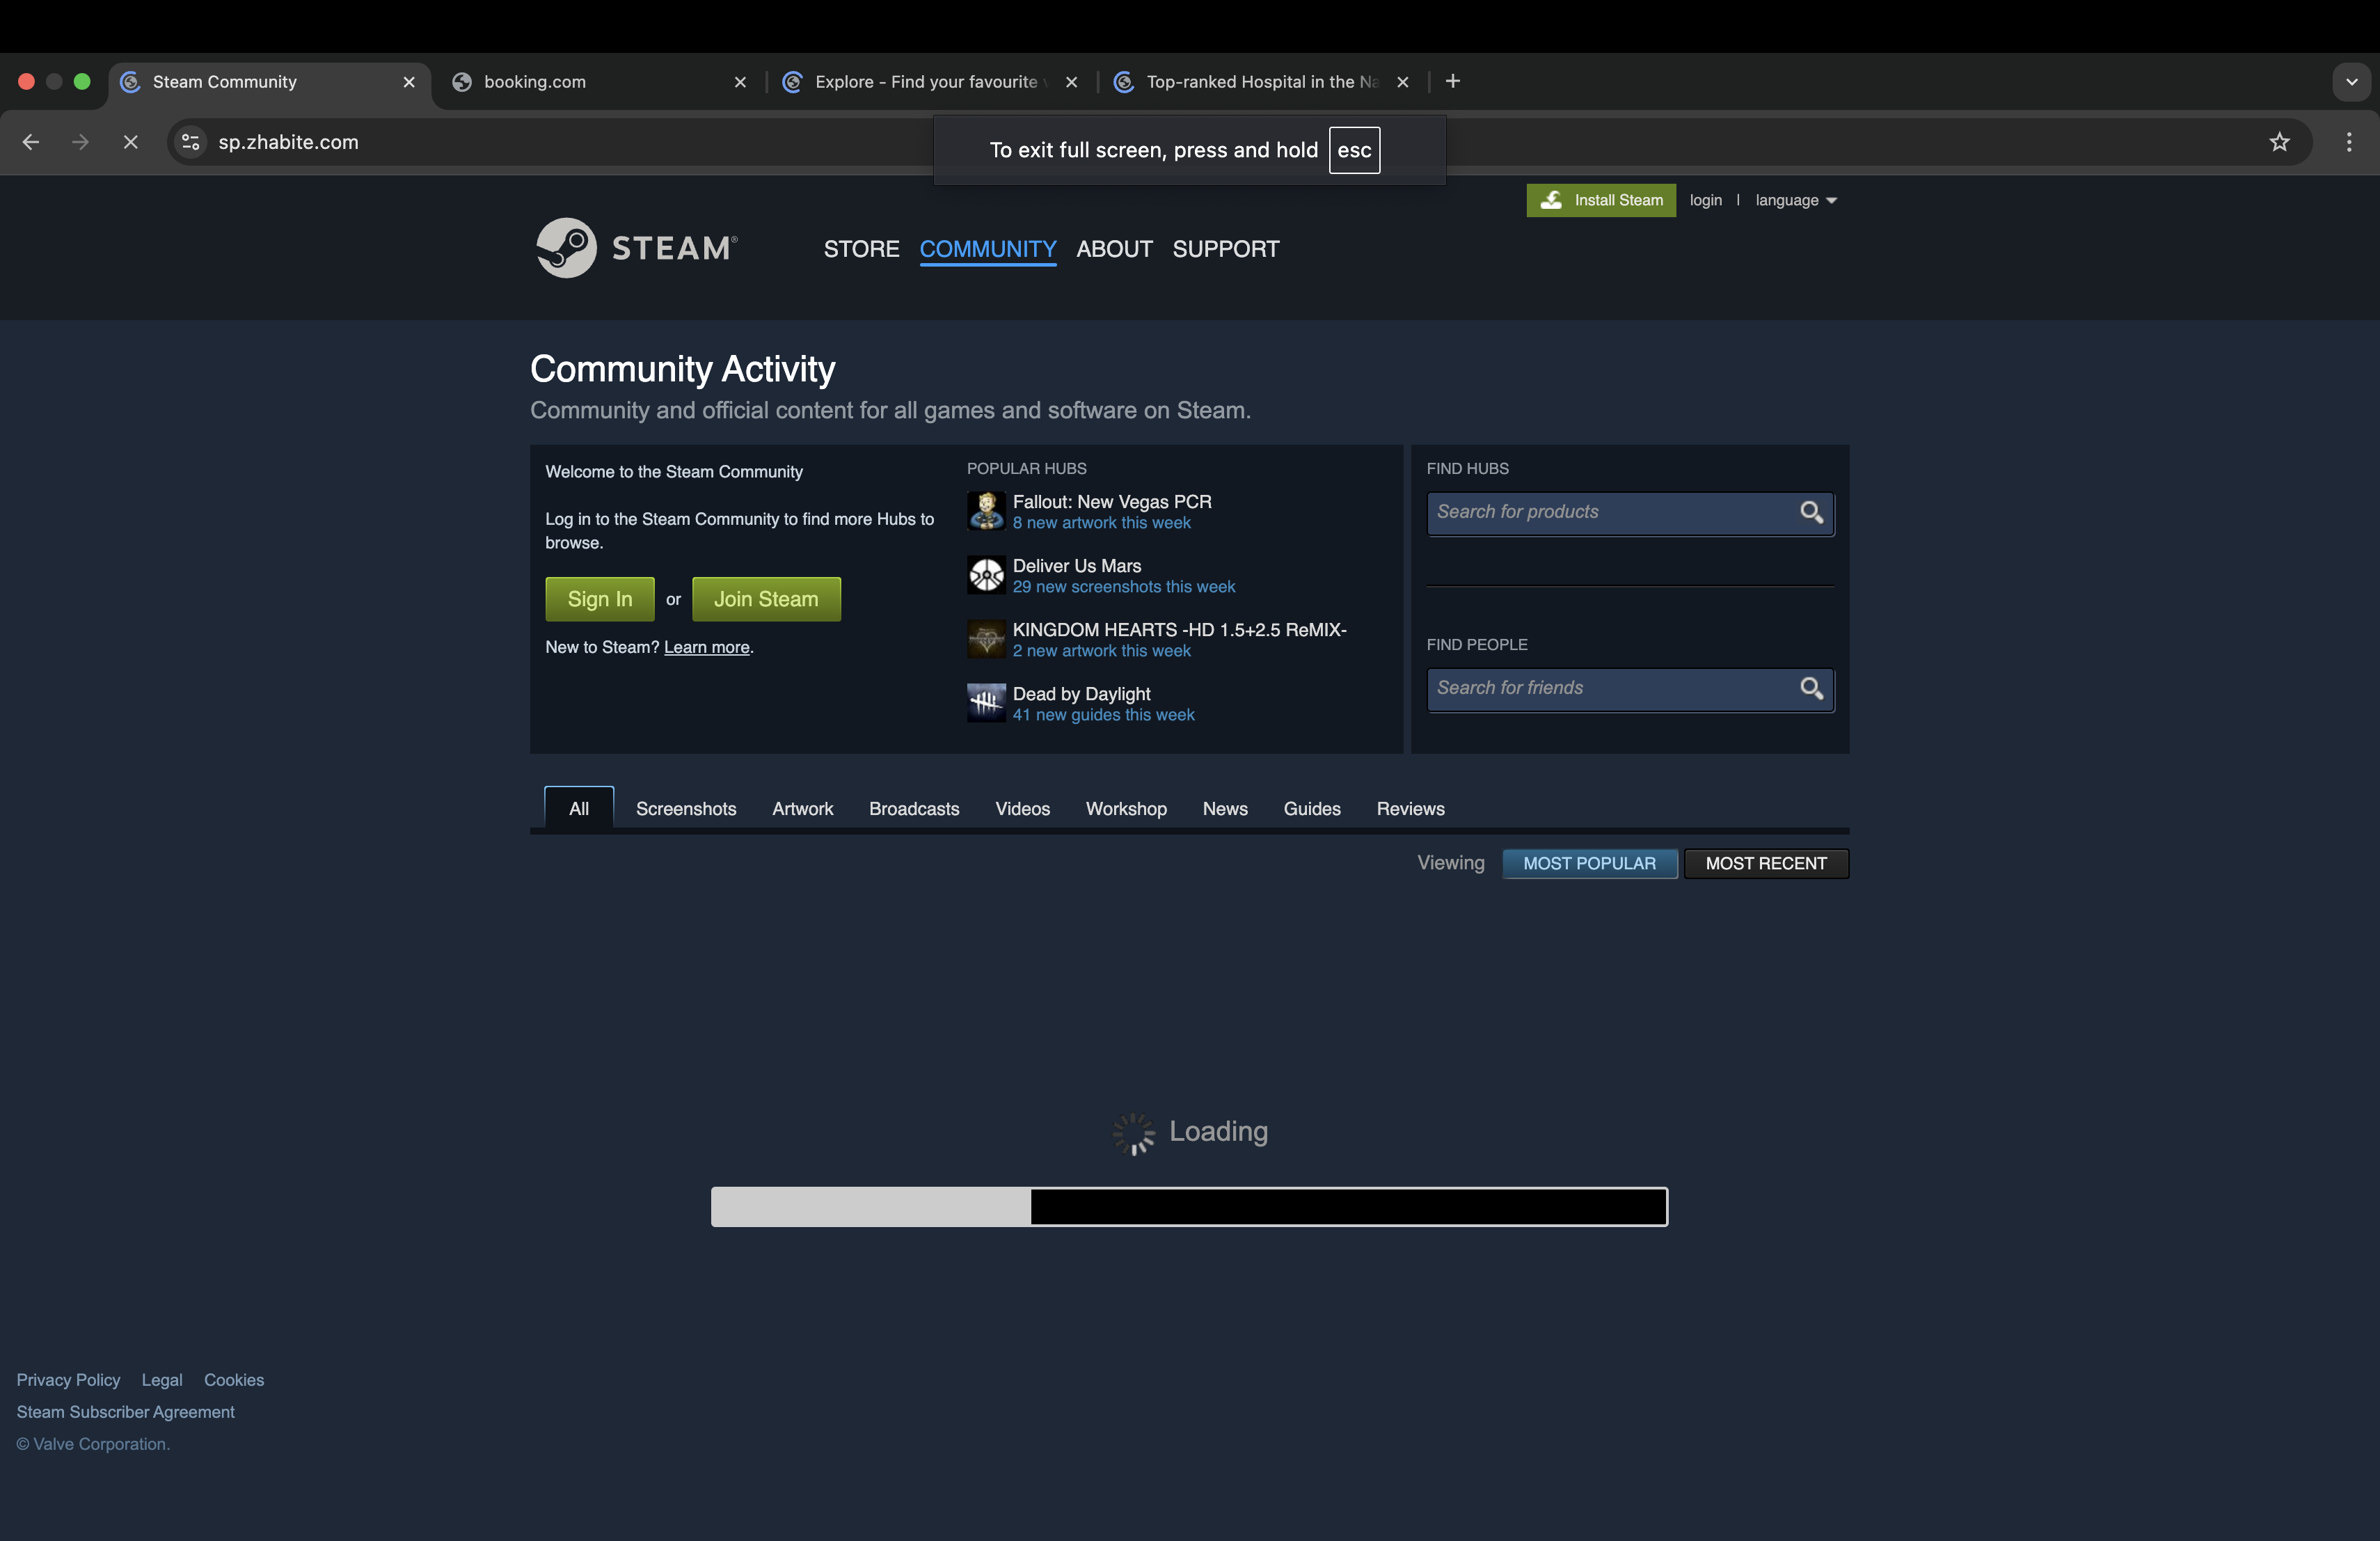 Steam Community
booking.com
Explore - Find your favourite
Top-ranked Hospital in the Na
sp.zhabite.com
To exit full screen, press and hold esc
Install Steam
login | language
STEAM®
STORE COMMUNITY ABOUT SUPPORT
Community Activity
Community and official content for all games and software on Steam.
Welcome to the Steam Community
Log in to the Steam Community to find more Hubs to
browse.
Sign In or Join Steam
New to Steam? Learn more.
POPULAR HUBS
Fallout: New Vegas PCR
8 new artwork this week
Deliver Us Mars
29 new screenshots this week
KINGDOM HEARTS -HD 1.5+2.5 ReMIX-
2 new artwork this week
Dead by Daylight
41 new guides this week
FIND HUBS
Search for products
FIND PEOPLE
Search for friends
All Screenshots Artwork Broadcasts Videos Workshop News Guides Reviews
Viewing MOST POPULAR MOST RECENT
Loading
Privacy Policy Legal Cookies
Steam Subscriber Agreement
© Valve Corporation.